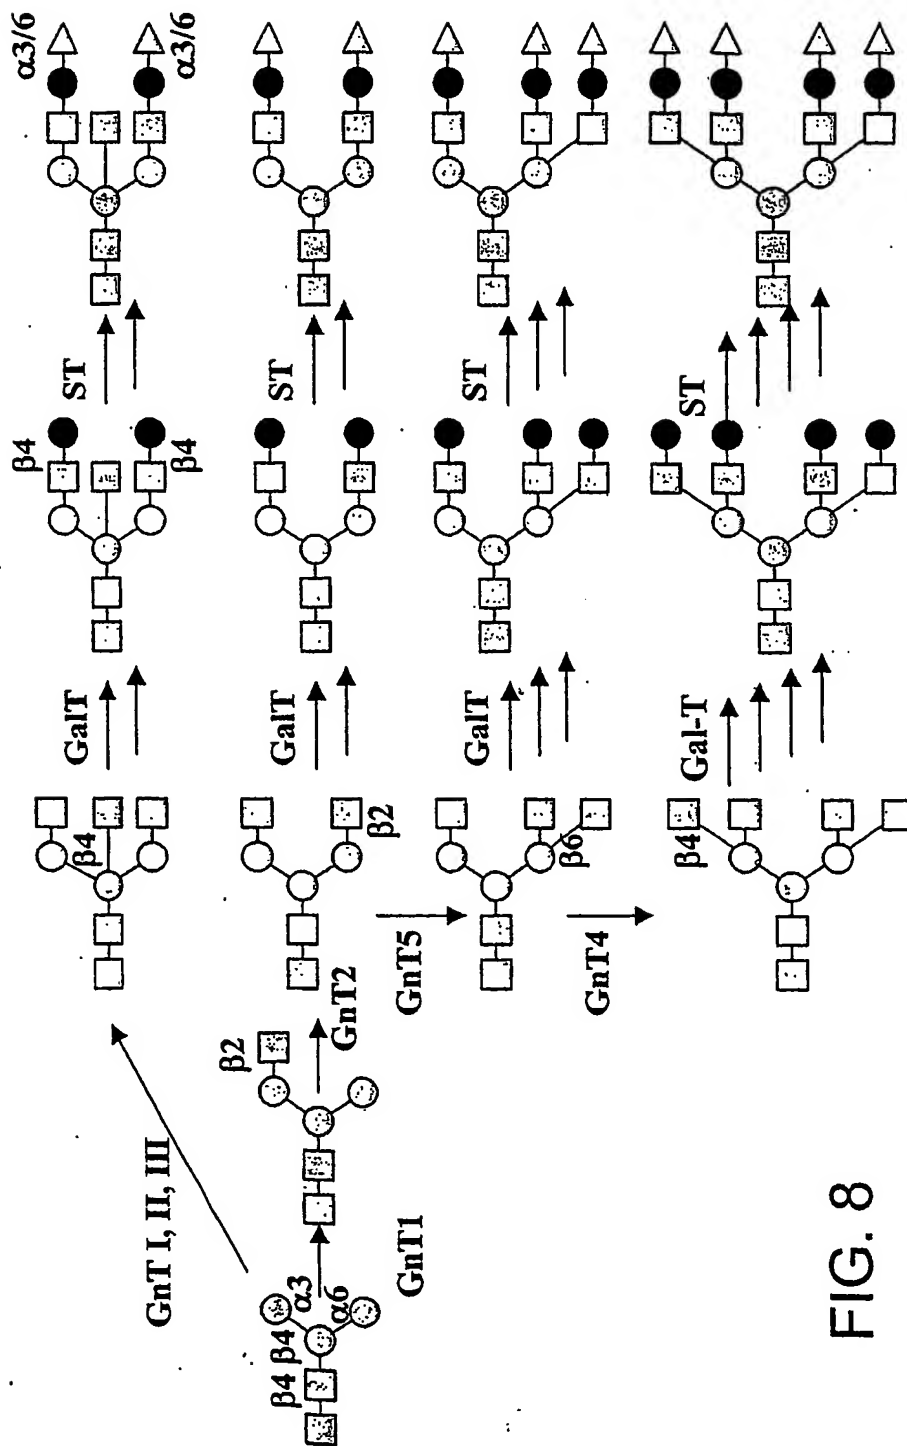 α3/6
α3/6
ST
ST
ST
ST
β4
β4
GalT
GalT
GalT
Gal-T
β4
β2
β6
β4
GnT5
GnT4
GnT2
β2
GnT I, II, III
GnT1
α3
α6
β4 β4
FIG. 8